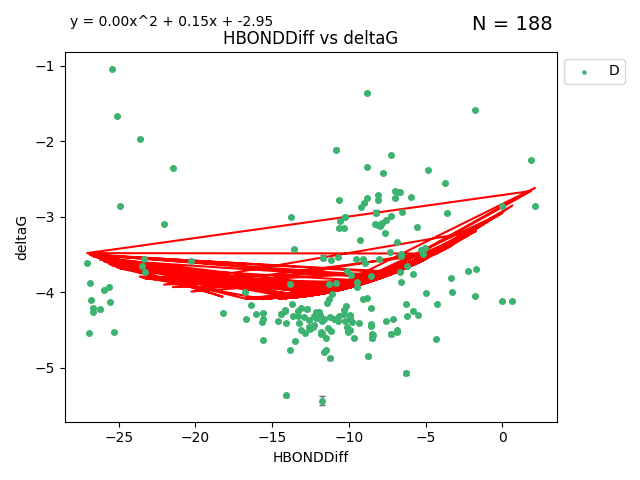 y = 0.00x^2 + 0.15x + -2.95
N = 188
HBONDDiff vs deltaG
D
deltaG
−1
−2
−3
−4
−5
−25
−20
−15
−10
−5
0
HBONDDiff